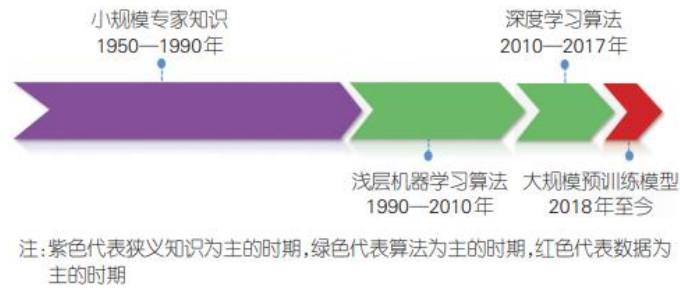 小规模专家知识
1950—1990年
深度学习算法
2010—2017年
浅层机器学习算法
1990—2010年
大规模预训练模型
2018年至今
注:紫色代表狭义知识为主的时期,绿色代表算法为主的时期,红色代表数据为
主的时期